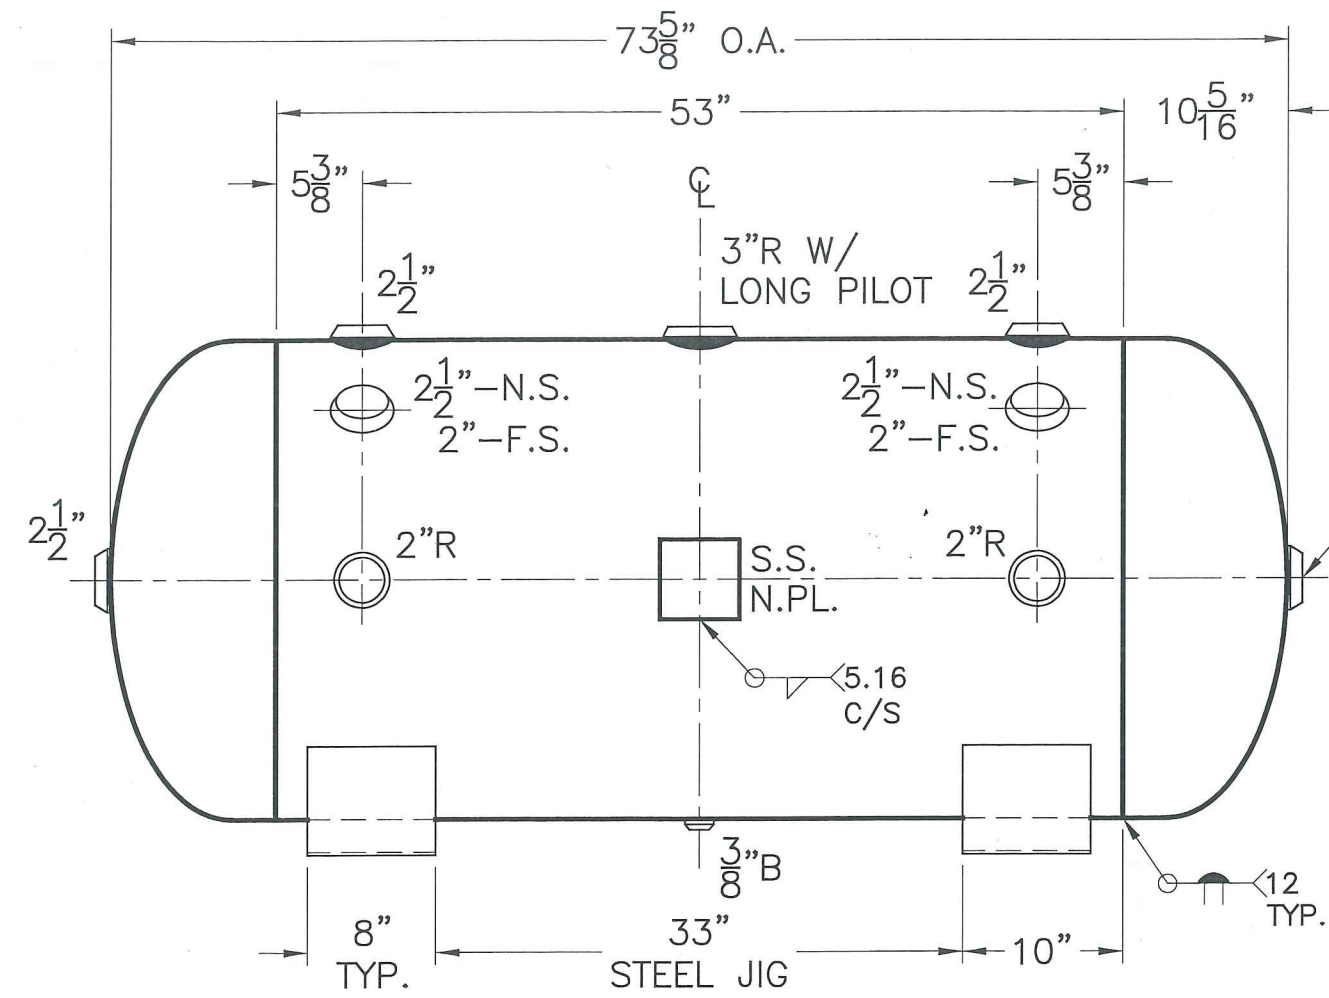 73 5/8" O.A.
53"
10 5/16"
5 3/8"
℄
5 3/8"
3"R W/
LONG PILOT
2 1/2"
2 1/2"
2 1/2"-N.S.
2"-F.S.
2 1/2"-N.S.
2"-F.S.
2 1/2"
2"R
S.S.
N.PL.
2"R
5.16
C/S
3/8"B
12
TYP.
8"
TYP.
33"
STEEL JIG
10"